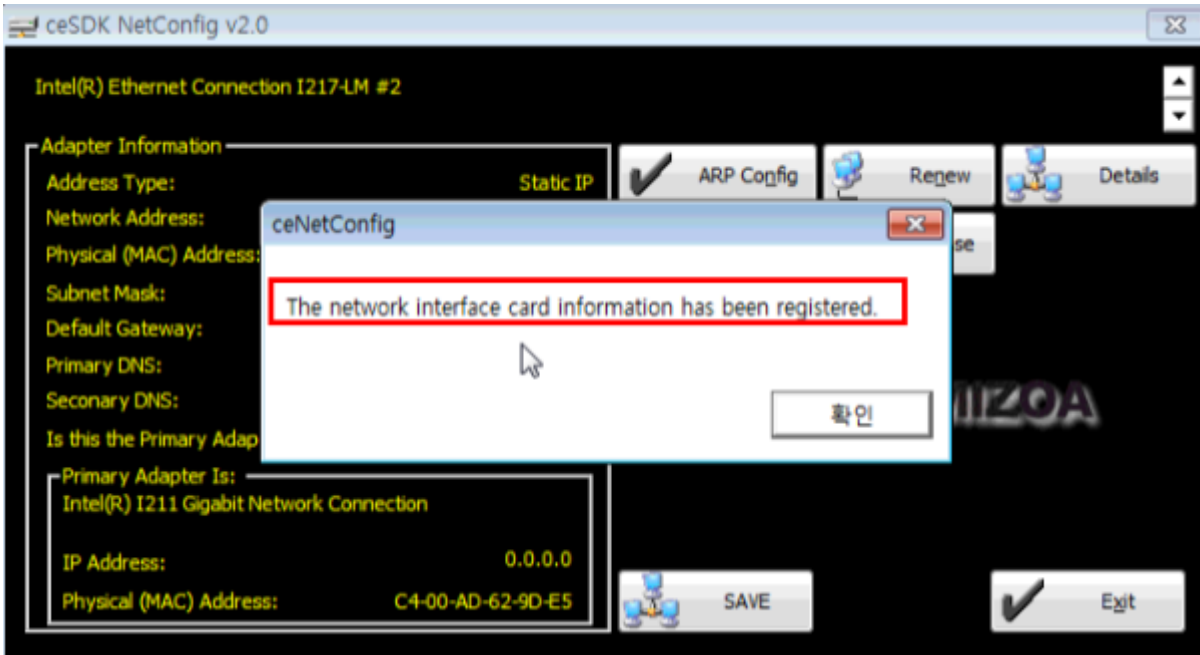 ceSDK NetConfig v2.0
Intel(R) Ethernet Connection I217-LM #2
Adapter Information
Address Type: Static IP
Network Address:
Physical (MAC) Address:
Subnet Mask:
Default Gateway:
Primary DNS:
Seconary DNS:
Is this the Primary Adap
Primary Adapter Is:
Intel(R) I211 Gigabit Network Connection
IP Address: 0.0.0.0
Physical (MAC) Address: C4-00-AD-62-9D-E5
ARP Config
Renew
Details
se
ceNetConfig
The network interface card information has been registered.
확인
IIZOA
SAVE
Exit